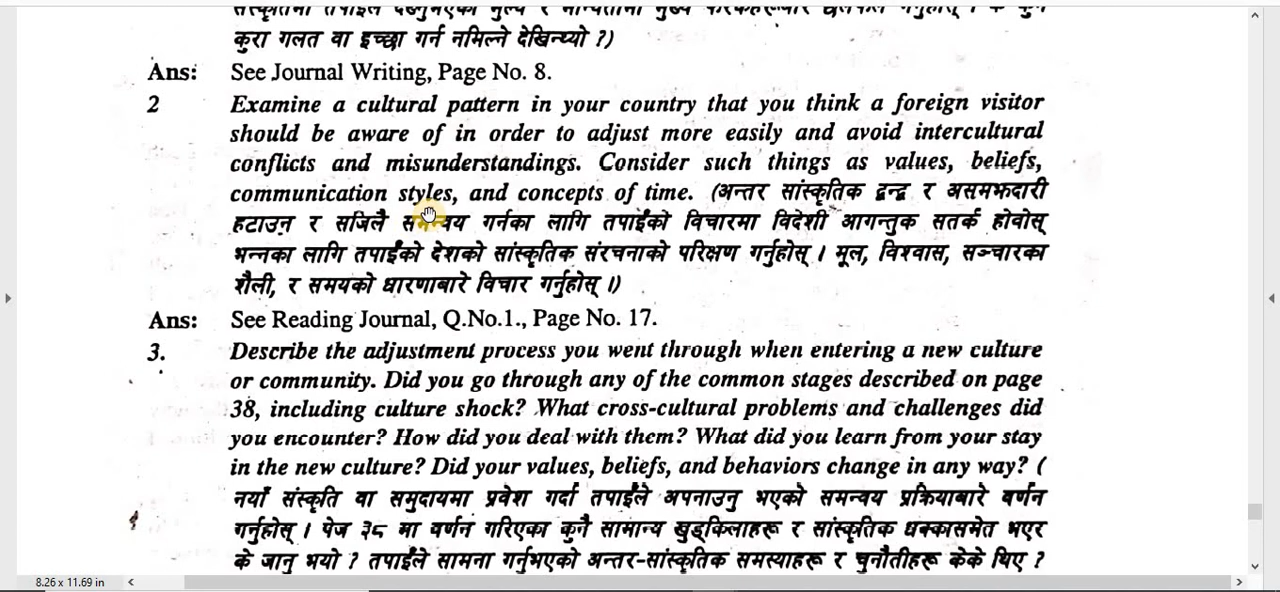 कुरा गलत वा इच्छा गर्न नमिल्ने देखिन्थ्यो ?)
Ans: See Journal Writing, Page No. 8.
2 Examine a cultural pattern in your country that you think a foreign visitor
should be aware of in order to adjust more easily and avoid intercultural
conflicts and misunderstandings. Consider such things as values, beliefs,
communication styles, and concepts of time. (अन्तर सांस्कृतिक द्वन्द्व र असमझदारी
हटाउन र सजिलै समन्वय गर्नका लागि तपाईंको विचारमा विदेशी आगन्तुक सतर्क होवोस्
भन्नका लागि तपाईंको देशको सांस्कृतिक संरचनाको परिक्षण गर्नुहोस् । मूल, विश्वास, सञ्चारका
शैली, र समयको धारणाबारे विचार गर्नुहोस् ।)
Ans: See Reading Journal, Q.No.1., Page No. 17.
3. Describe the adjustment process you went through when entering a new culture
or community. Did you go through any of the common stages described on page
38, including culture shock? What cross-cultural problems and challenges did
you encounter? How did you deal with them? What did you learn from your stay
in the new culture? Did your values, beliefs, and behaviors change in any way? (
नयाँ संस्कृति वा समुदायमा प्रवेश गर्दा तपाईंले अपनाउनु भएको समन्वय प्रक्रियाबारे वर्णन
गर्नुहोस् । पेज ३८ मा वर्णन गरिएका कुनै सामान्य खुड्किलाहरू र सांस्कृतिक धक्कासमेत भएर
के जानु भयो ? तपाईंले सामना गर्नुभएको अन्तर-सांस्कृतिक समस्याहरू र चुनौतीहरू केके थिए ?
8.26 x 11.69 in